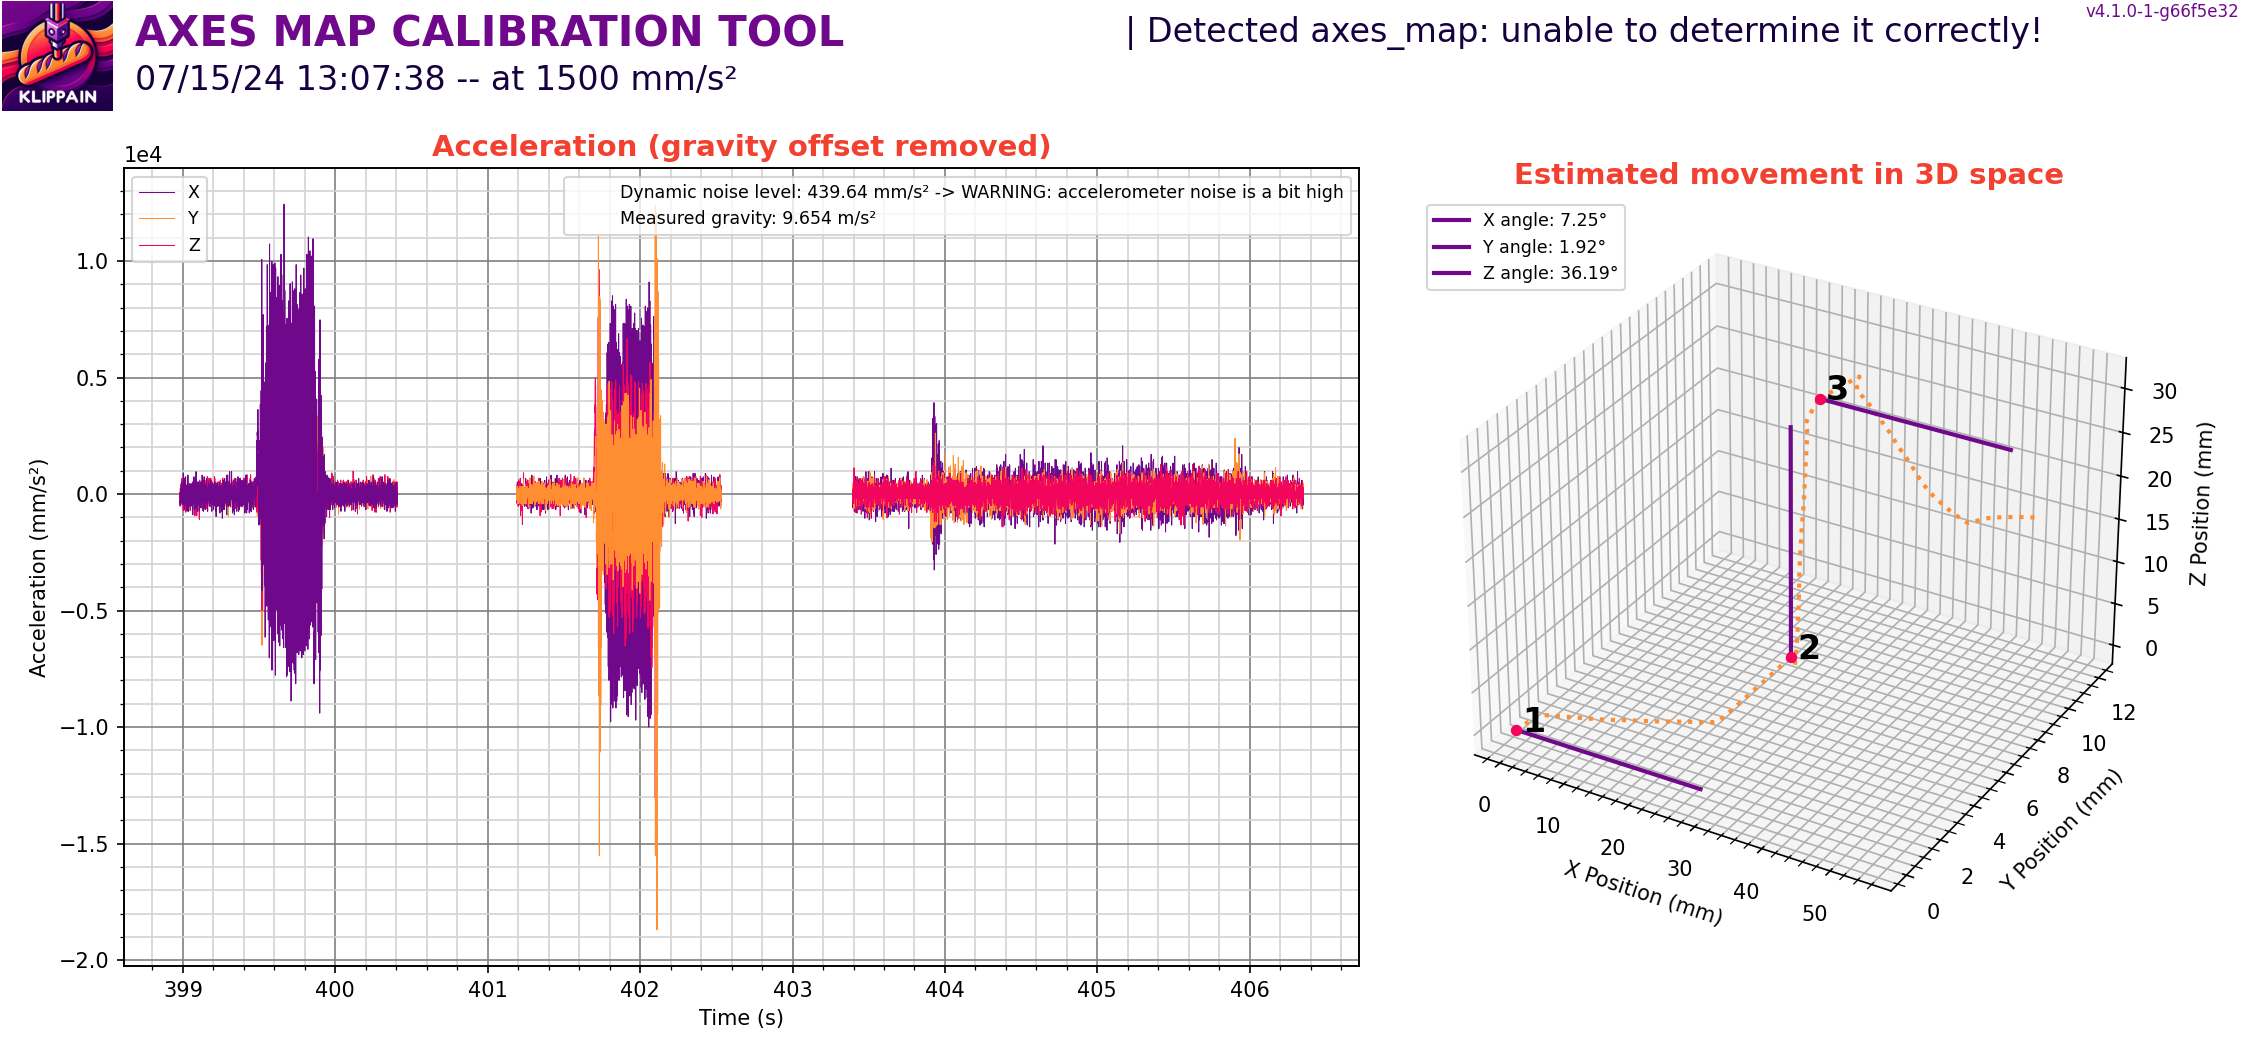 KLIPPAIN
AXES MAP CALIBRATION TOOL
07/15/24 13:07:38 -- at 1500 mm/s²
| Detected axes_map: unable to determine it correctly!
v4.1.0-1-g66f5e32
Acceleration (gravity offset removed)
1e4
X
Y
Z
Dynamic noise level: 439.64 mm/s² -> WARNING: accelerometer noise is a bit high
Measured gravity: 9.654 m/s²
1.0
0.5
0.0
−0.5
−1.0
−1.5
−2.0
Acceleration (mm/s²)
399 400 401 402 403 404 405 406
Time (s)
Estimated movement in 3D space
X angle: 7.25°
Y angle: 1.92°
Z angle: 36.19°
1
2
3
0 10 20 30 40 50
X Position (mm)
0 2 4 6 8 10 12
Y Position (mm)
30
25
20
15
10
5
0
Z Position (mm)